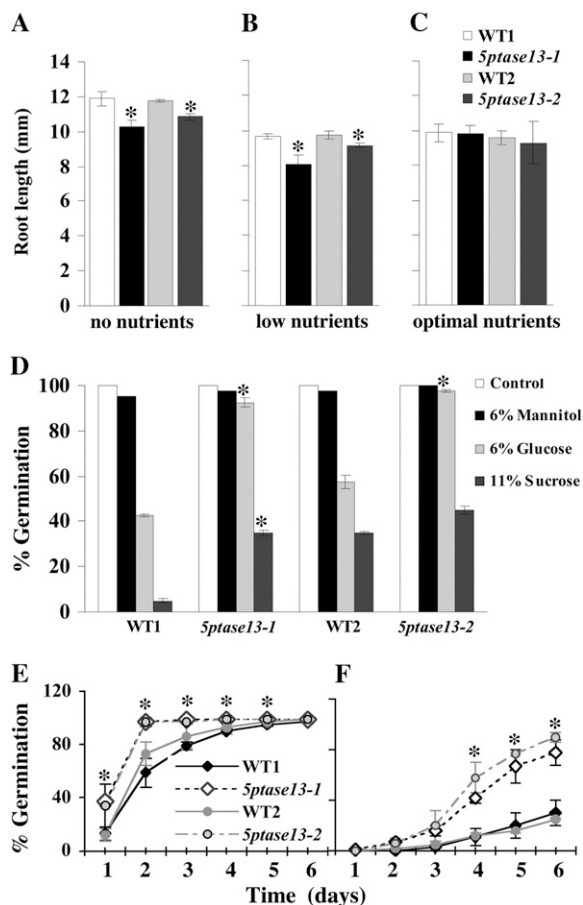 A
B
C
WT1
5ptase13-1
WT2
5ptase13-2
Root length (mm)
14
12
10
8
6
4
2
0
* * * *
no nutrients
low nutrients
optimal nutrients
D
% Germination
100
80
60
40
20
0
* * *
Control
6% Mannitol
6% Glucose
11% Sucrose
WT1
5ptase13-1
WT2
5ptase13-2
E
F
% Germination
120
80
40
0
* * * * *
* * *
WT1
5ptase13-1
WT2
5ptase13-2
1 2 3 4 5 6
1 2 3 4 5 6
Time (days)